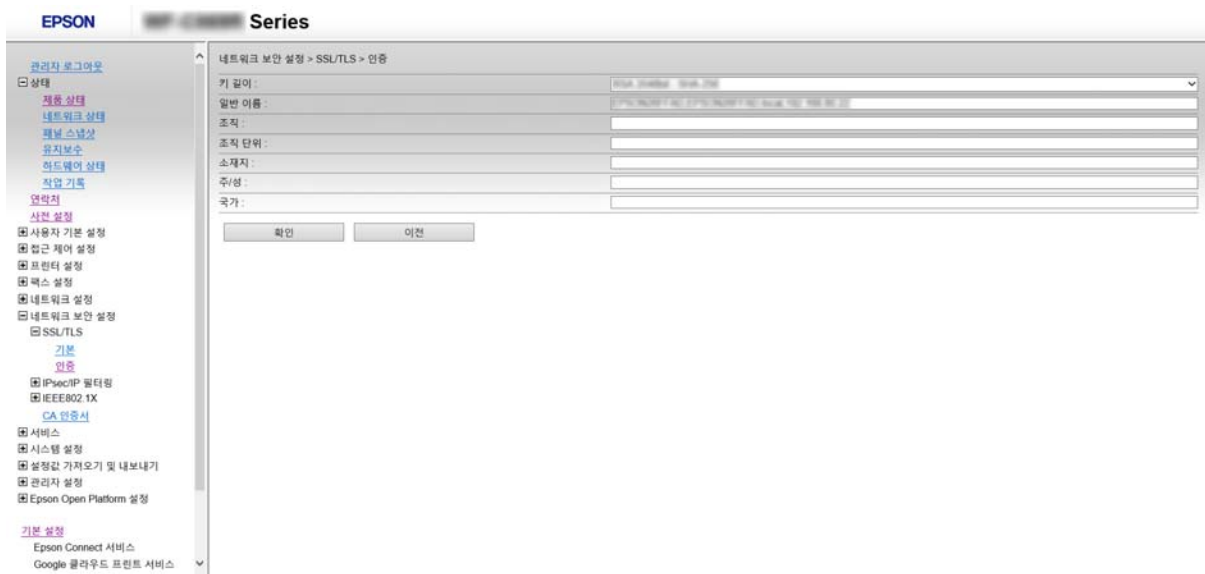 EPSON
Series
관리자 로그아웃
상태
제품 상태
네트워크 상태
패널 스냅샷
유지보수
하드웨어 상태
작업 기록
연락처
사전 설정
사용자 기본 설정
접근 제어 설정
프린터 설정
팩스 설정
네트워크 설정
네트워크 보안 설정
SSL/TLS
기본
인증
IPsec/IP 필터링
IEEE802.1X
CA 인증서
서비스
시스템 설정
설정값 가져오기 및 내보내기
관리자 설정
Epson Open Platform 설정
기본 설정
Epson Connect 서비스
Google 클라우드 프린트 서비스
네트워크 보안 설정 > SSL/TLS > 인증
키 길이 :
일반 이름 :
조직 :
조직 단위 :
소재지 :
주/성 :
국가 :
확인
이전